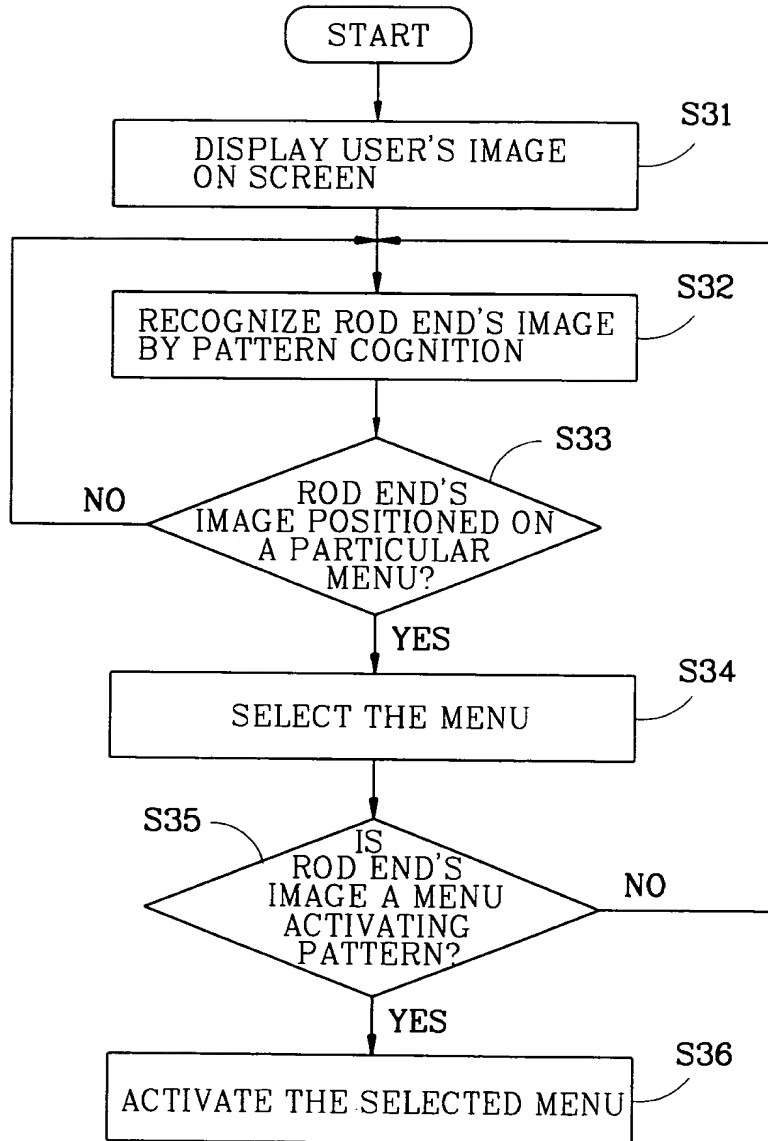 START
S31
DISPLAY USER'S IMAGE
ON SCREEN
S32
RECOGNIZE ROD END'S IMAGE
BY PATTERN COGNITION
S33
NO
ROD END'S
IMAGE POSITIONED ON
A PARTICULAR
MENU?
YES
S34
SELECT THE MENU
S35
IS
ROD END'S
IMAGE A MENU
ACTIVATING
PATTERN?
NO
YES
S36
ACTIVATE THE SELECTED MENU